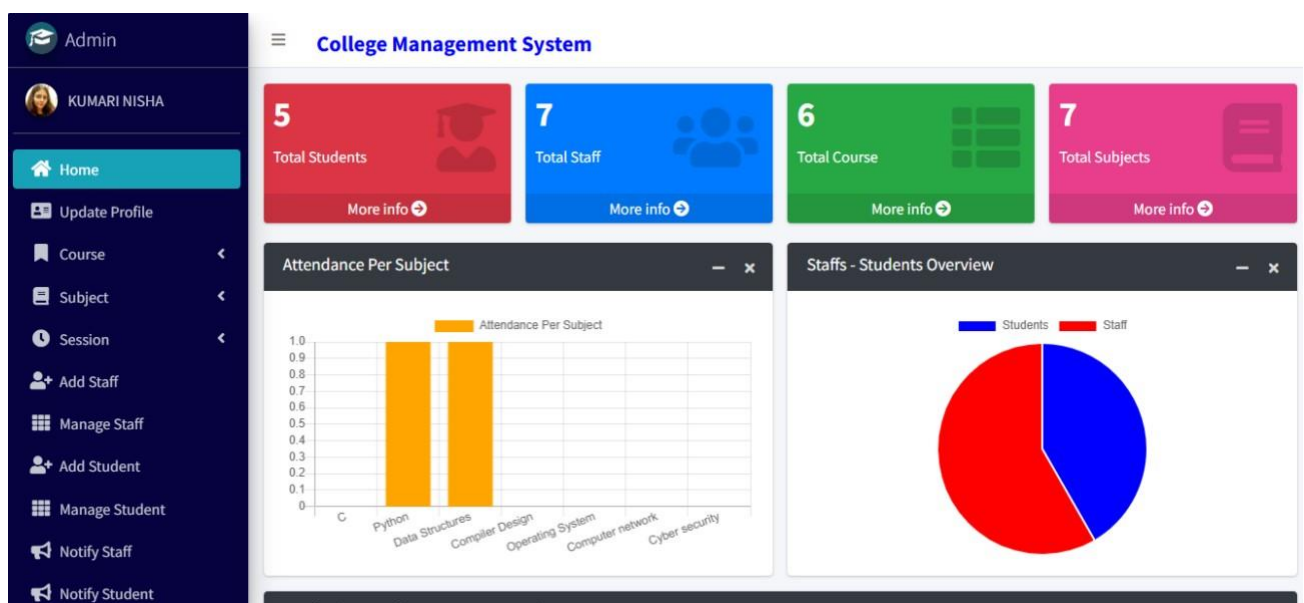 Admin
KUMARI NISHA
Home
Update Profile
Course
Subject
Session
Add Staff
Manage Staff
Add Student
Manage Student
Notify Staff
Notify Student
College Management System
5
Total Students
More info
7
Total Staff
More info
6
Total Course
More info
7
Total Subjects
More info
Attendance Per Subject
Attendance Per Subject
1.0
0.9
0.8
0.7
0.6
0.5
0.4
0.3
0.2
0.1
0
C
Python
Data Structures
Compiler Design
Operating System
Computer network
Cyber security
Staffs - Students Overview
Students
Staff